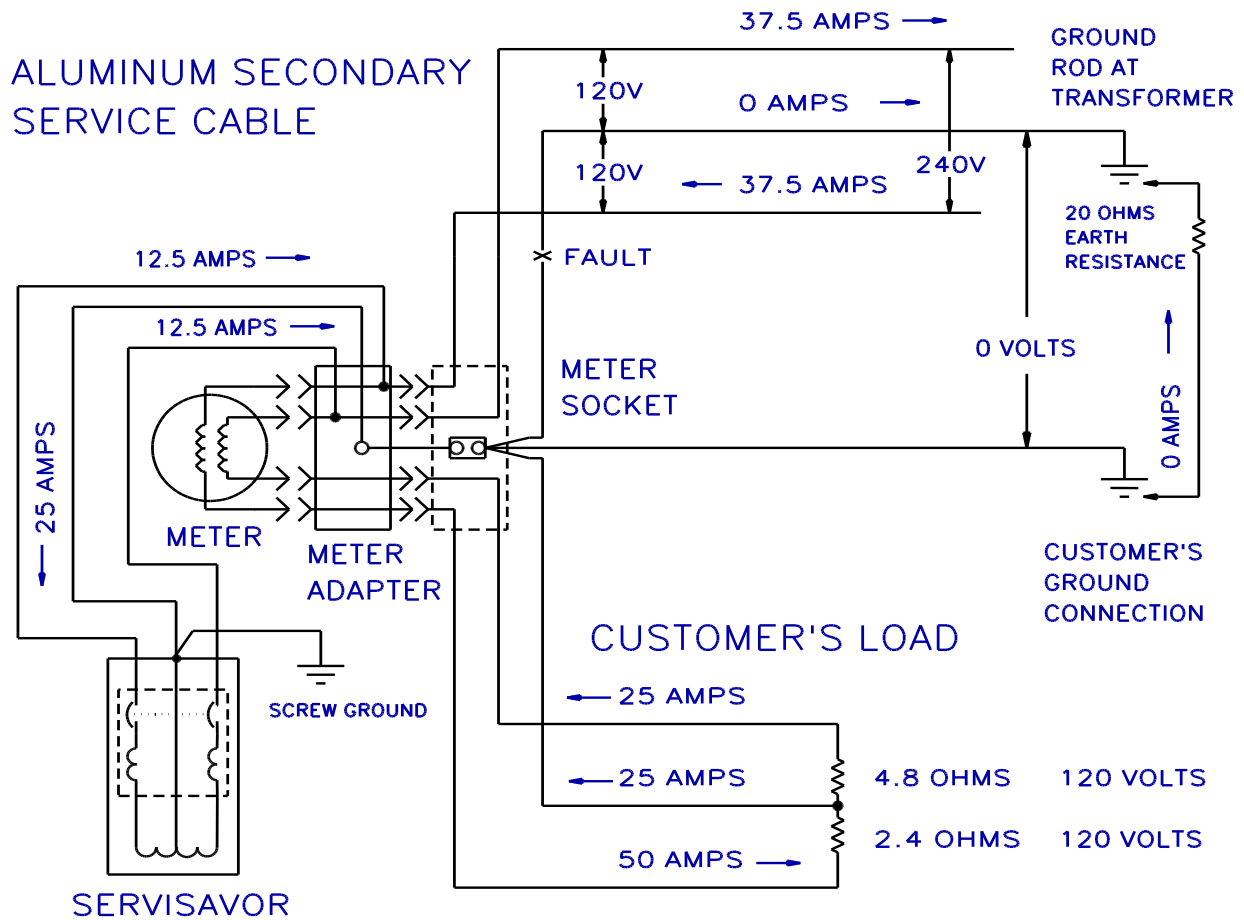 37.5 AMPS
ALUMINUM SECONDARY
SERVICE CABLE
GROUND
ROD AT
TRANSFORMER
120V
0 AMPS
120V
240V
37.5 AMPS
20 OHMS
EARTH
RESISTANCE
FAULT
12.5 AMPS
12.5 AMPS
0 VOLTS
METER
SOCKET
0 AMPS
25 AMPS
METER
METER
ADAPTER
CUSTOMER'S
GROUND
CONNECTION
CUSTOMER'S LOAD
SCREW GROUND
25 AMPS
25 AMPS
4.8 OHMS 120 VOLTS
2.4 OHMS 120 VOLTS
50 AMPS
SERVISAVOR